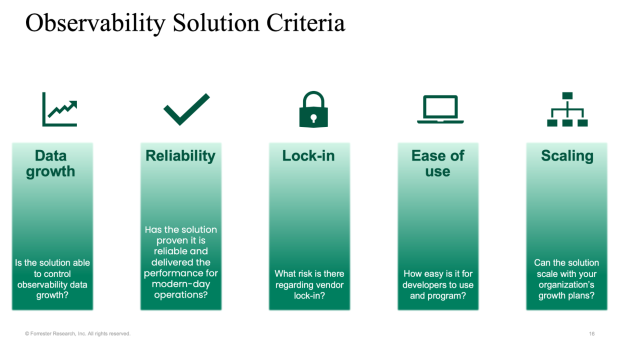 Observability Solution Criteria
Data
growth
Is the solution able
to control
observability data
growth?
Reliability
Has the solution
proven it is
reliable and
delivered the
performance for
modern-day
operations?
Lock-in
What risk is there
regarding vendor
lock-in?
Ease of
use
How easy is it for
developers to use
and program?
Scaling
Can the solution
scale with your
organization's
growth plans?
© Forrester Research, Inc. All rights reserved.
16